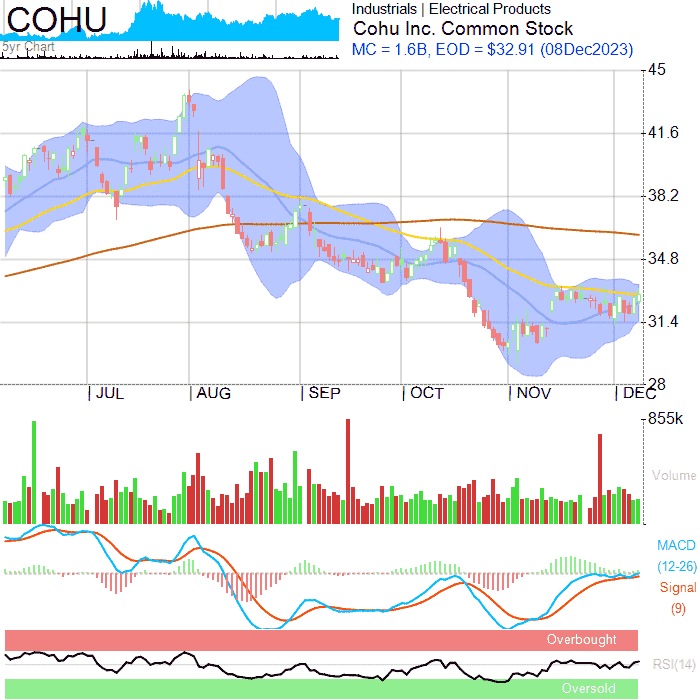 COHU
5yr Chart
Industrials | Electrical Products
Cohu Inc. Common Stock
MC = 1.6B, EOD = $32.91 (08Dec2023)
45
41.6
38.2
34.8
31.4
28
JUL AUG SEP OCT NOV DEC
855k
Volume
MACD
(12-26)
Signal
(9)
Overbought
RSI(14)
Oversold